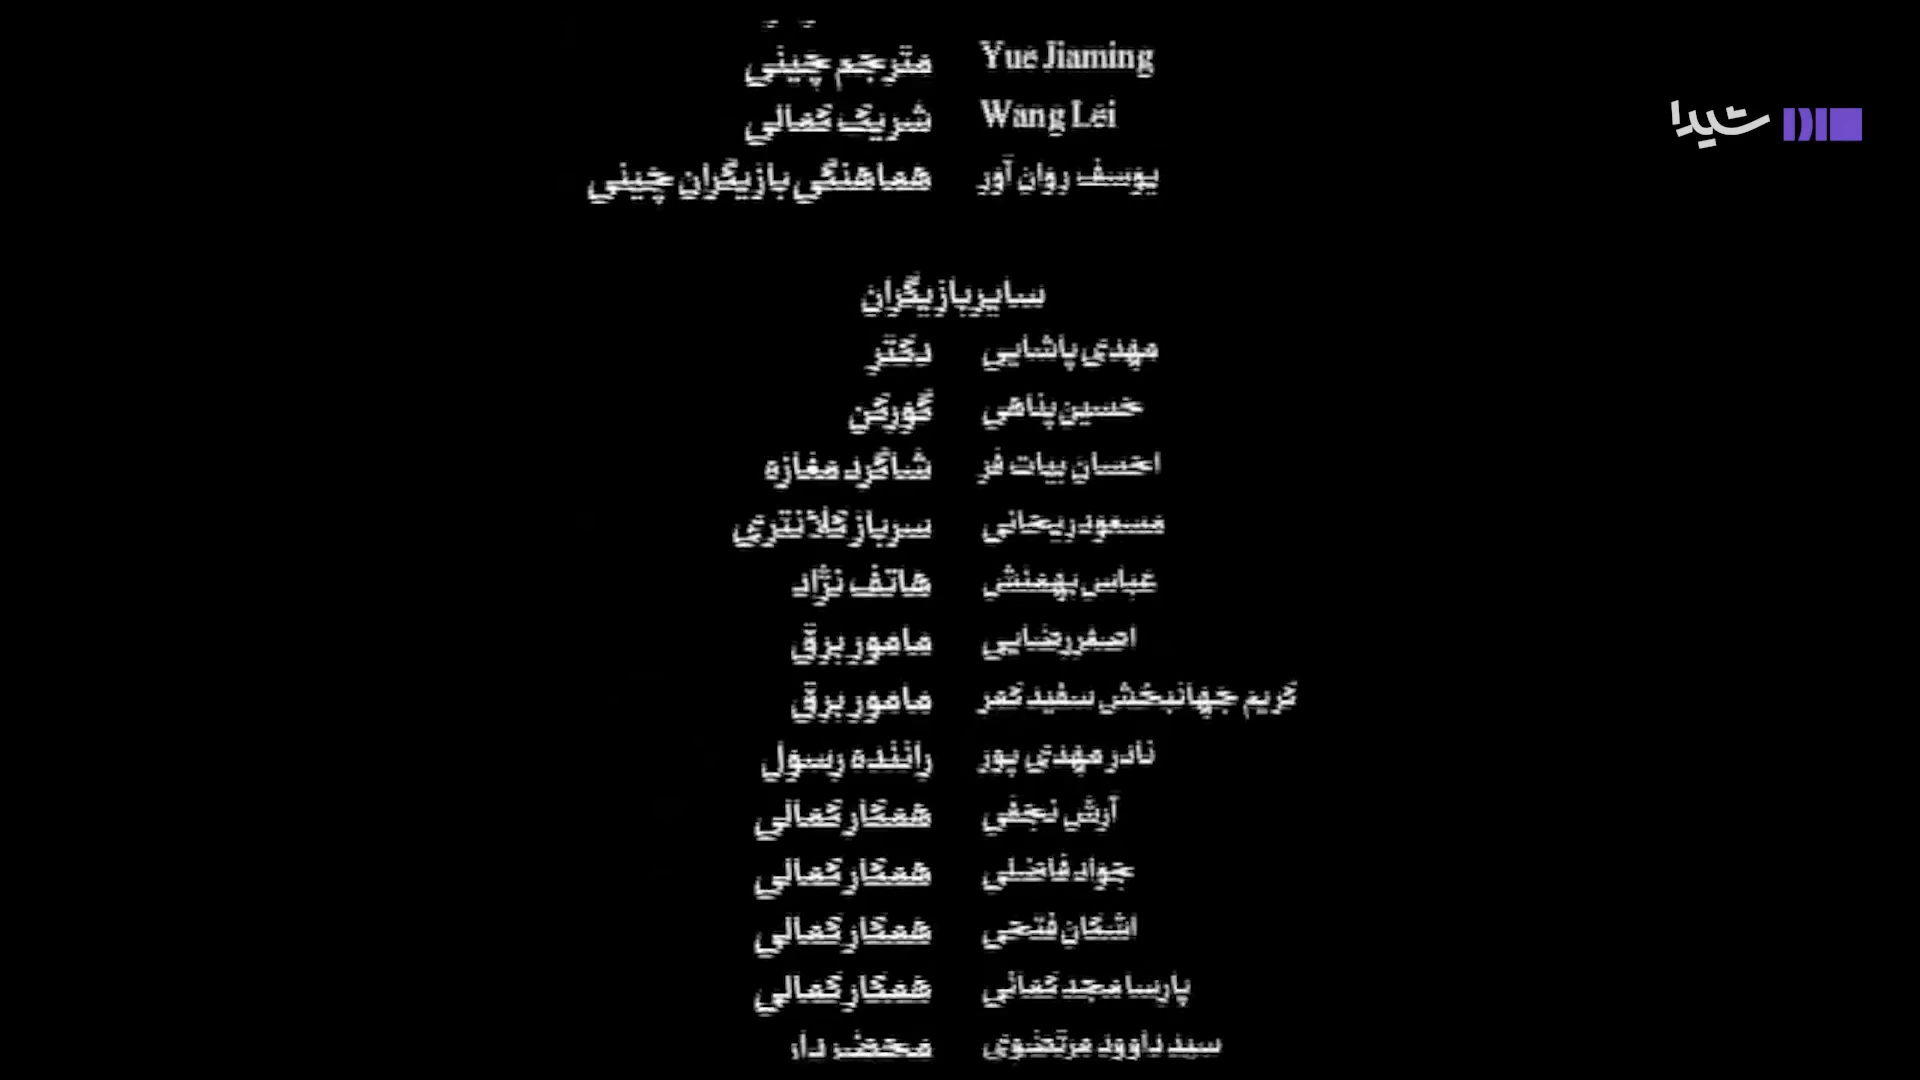 Yue Jiaming مترجم چینی
Wang Lei شریک کمالی
یوسف روان آور هماهنگی بازیگران چینی
سایر بازیگران
مهدی پاشایی دکتر
حسین پناهی گورکن
احسان بیات فر شاگرد مغازه
مسعود ریحانی سرباز کلانتری
عباس بهمنش هاتف نژاد
اصغر رضایی مامور برق
کریم جهانبخش سفیدکمر مامور برق
نادر مهدی پور راننده رسول
آرش نجفی همکار کمالی
جواد فاضلی همکار کمالی
اشکان فتحی همکار کمالی
پارسا مجد کمائی همکار کمالی
سید داوود مرتضوی محضر دار
شیدا